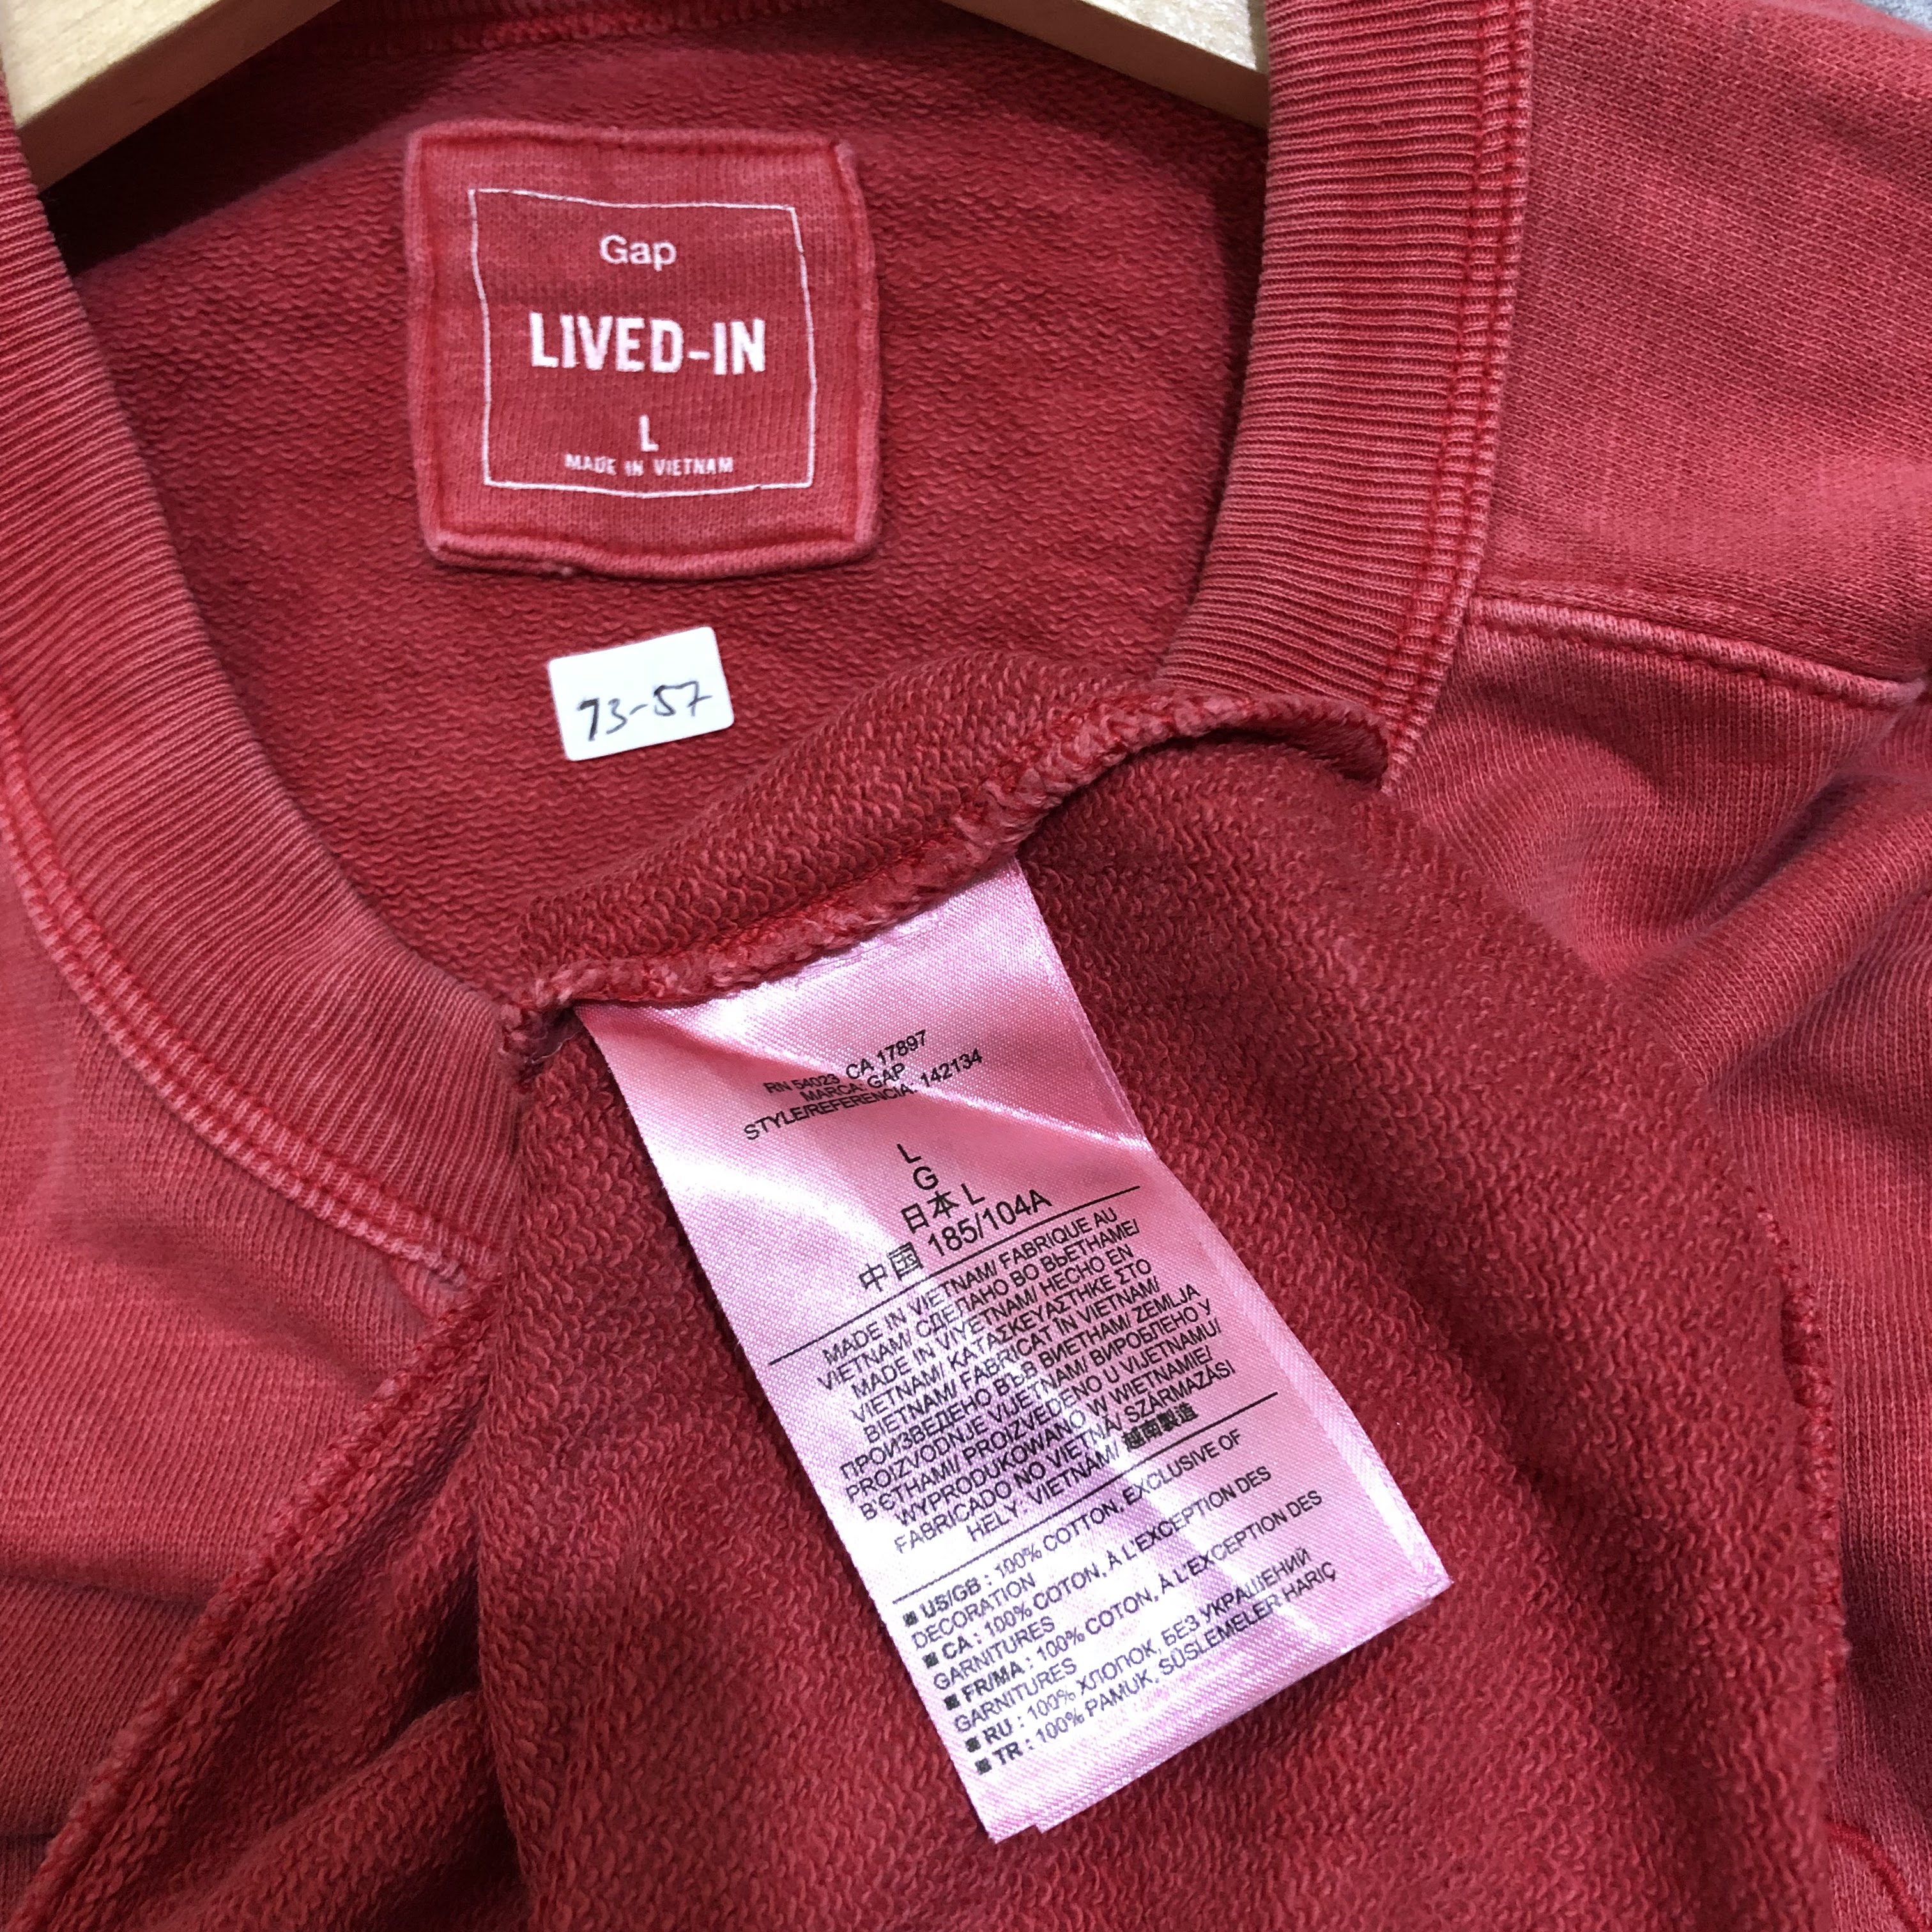 Gap
LIVED-IN
L
MADE IN VIETNAM
73-57
RN 54023 CA 17897
MARCA: GAP
STYLE/REFERENCIA: 142134
L
G
日本 L
中国 185/104A
MADE IN VIETNAM/ FABRIQUE AU
VIETNAM/ СДЕЛАНО ВО ВЬЕТНАМЕ/
MADE IN VIYETNAM/ HECHO EN
VIETNAM/ ΚΑΤΑΣΚΕΥΑΣΤΗΚΕ ΣΤΟ
ΒΙΕΤΝΑΜ/ FABRICAT ÎN VIETNAM/
ПРОИЗВЕДЕНО ВЪВ ВИЕТНАМ/ ZEMLJA
PROIZVODNJE VIJETNAM/ ВИРОБЛЕНО У
В'ЄТНАМІ/ PROIZVEDENO U VIJETNAMU/
WYPRODUKOWANO W WIETNAMIE/
FABRICADO NO VIETNÃ/ SZÁRMAZÁSI
HELY: VIETNÁM/ 越南製造
■ US/GB : 100% COTTON, EXCLUSIVE OF
DECORATION
■ CA : 100% COTON, À L'EXCEPTION DES
GARNITURES
■ FR/MA : 100% COTON, À L'EXCEPTION DES
GARNITURES
■ RU : 100% ХЛОПОК, БЕЗ УКРАШЕНИЙ
■ TR : 100% PAMUK, SÜSLEMELER HARİÇ